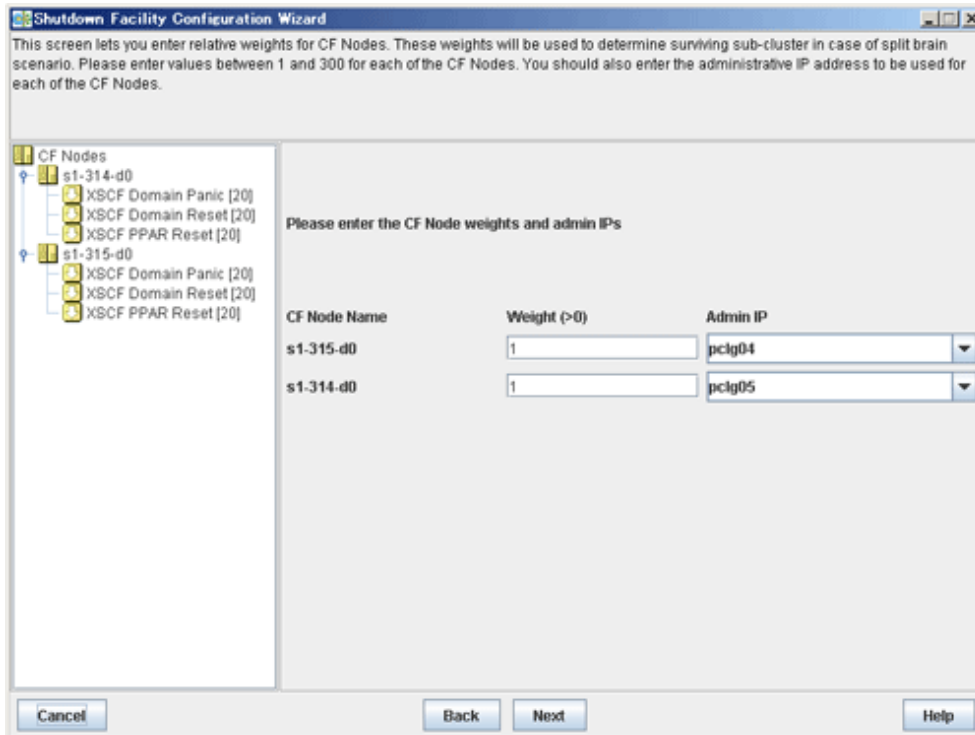 Shutdown Facility Configuration Wizard
This screen lets you enter relative weights for CF Nodes. These weights will be used to determine surviving sub-cluster in case of split brain
scenario. Please enter values between 1 and 300 for each of the CF Nodes. You should also enter the administrative IP address to be used for
each of the CF Nodes.
CF Nodes
s1-314-d0
XSCF Domain Panic [20]
XSCF Domain Reset [20]
XSCF PPAR Reset [20]
s1-315-d0
XSCF Domain Panic [20]
XSCF Domain Reset [20]
XSCF PPAR Reset [20]
Please enter the CF Node weights and admin IPs
CF Node Name Weight (>0) Admin IP
s1-315-d0 1 pclg04
s1-314-d0 1 pclg05
Cancel Back Next Help